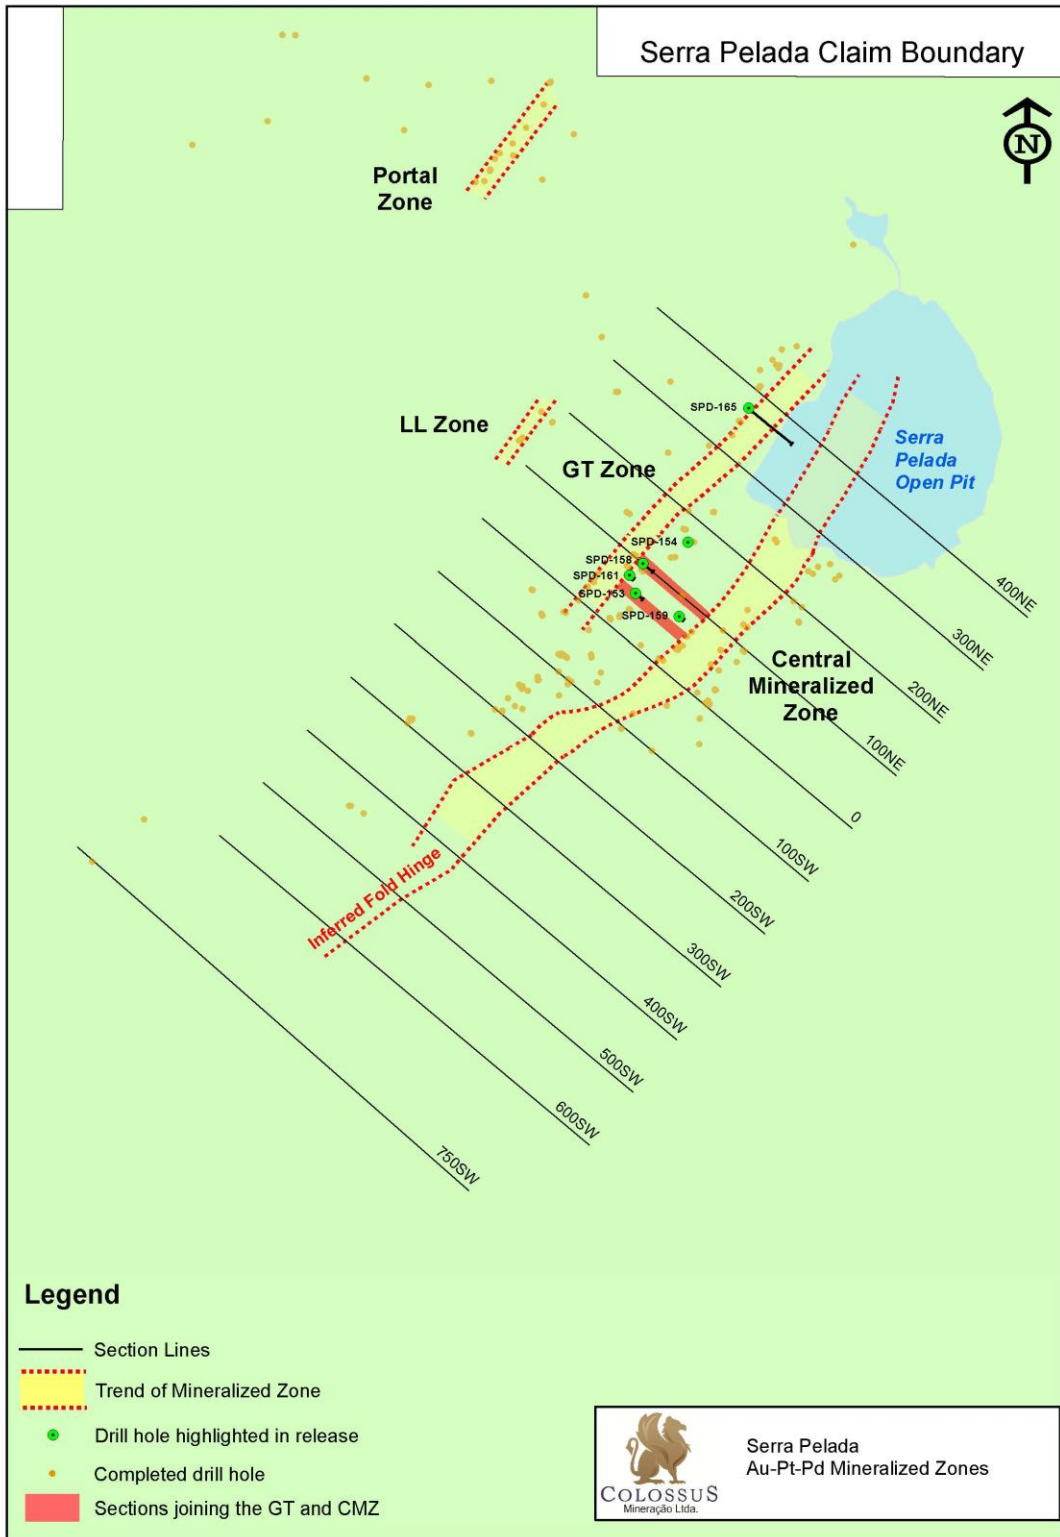 Serra Pelada Claim Boundary
N
Portal
Zone
LL Zone
GT Zone
SPD-165
Serra
Pelada
Open Pit
SPD-154
SPD-158
SPD-161
SPD-153
SPD-159
Central
Mineralized
Zone
400NE
300NE
200NE
100NE
0
100SW
200SW
300SW
400SW
500SW
600SW
750SW
Inferred Fold Hinge
Legend
Section Lines
Trend of Mineralized Zone
Drill hole highlighted in release
Completed drill hole
Sections joining the GT and CMZ
COLOSSUS
Mineração Ltda.
Serra Pelada
Au-Pt-Pd Mineralized Zones